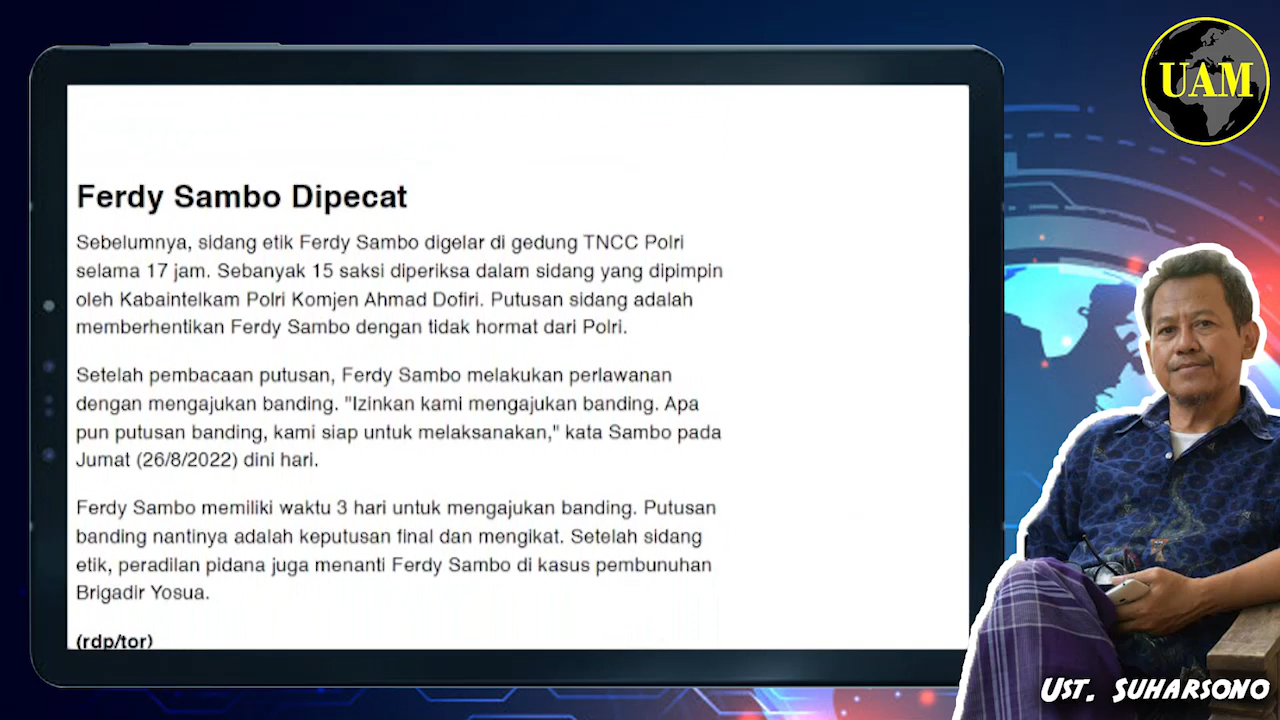 UAM
Ferdy Sambo Dipecat
Sebelumnya, sidang etik Ferdy Sambo digelar di gedung TNCC Polri
selama 17 jam. Sebanyak 15 saksi diperiksa dalam sidang yang dipimpin
oleh Kabaintelkam Polri Komjen Ahmad Dofiri. Putusan sidang adalah
memberhentikan Ferdy Sambo dengan tidak hormat dari Polri.
Setelah pembacaan putusan, Ferdy Sambo melakukan perlawanan
dengan mengajukan banding. "Izinkan kami mengajukan banding. Apa
pun putusan banding, kami siap untuk melaksanakan," kata Sambo pada
Jumat (26/8/2022) dini hari.
Ferdy Sambo memiliki waktu 3 hari untuk mengajukan banding. Putusan
banding nantinya adalah keputusan final dan mengikat. Setelah sidang
etik, peradilan pidana juga menanti Ferdy Sambo di kasus pembunuhan
Brigadir Yosua.
(rdp/tor)
UST. SUHARSONO